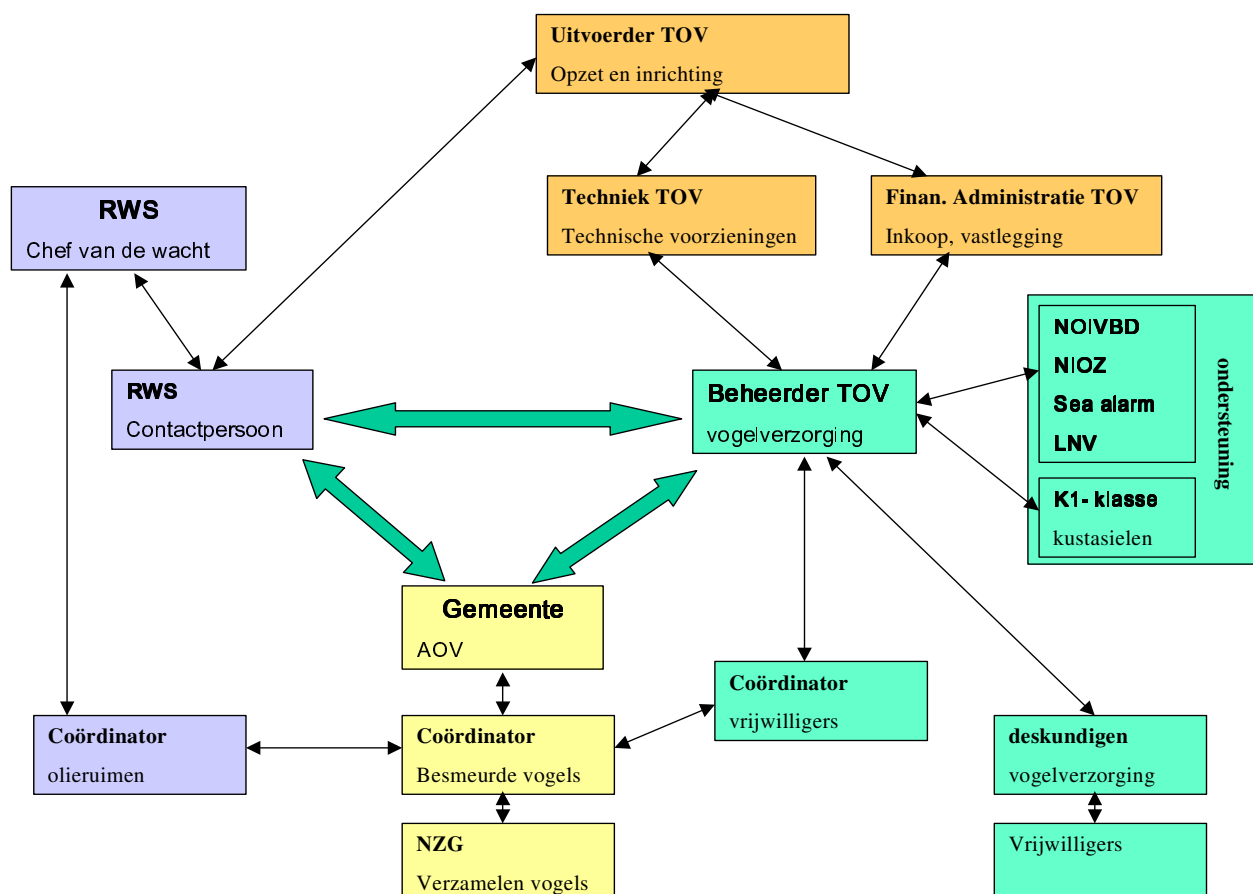 Uitvoerder TOV
Opzet en inrichting
Techniek TOV
Technische voorzieningen
Finan. Administratie TOV
Inkoop, vastlegging
RWS
Chef van de wacht
RWS
Contactpersoon
Beheerder TOV
vogelverzorging
NOIVBD
NIOZ
Sea alarm
LNV
K1- klasse
kustasielen
ondersteuning
Gemeente
AOV
Coördinator
vrijwilligers
Coördinator
olieruimen
Coördinator
Besmeurde vogels
deskundigen
vogelverzorging
NZG
Verzamelen vogels
Vrijwilligers